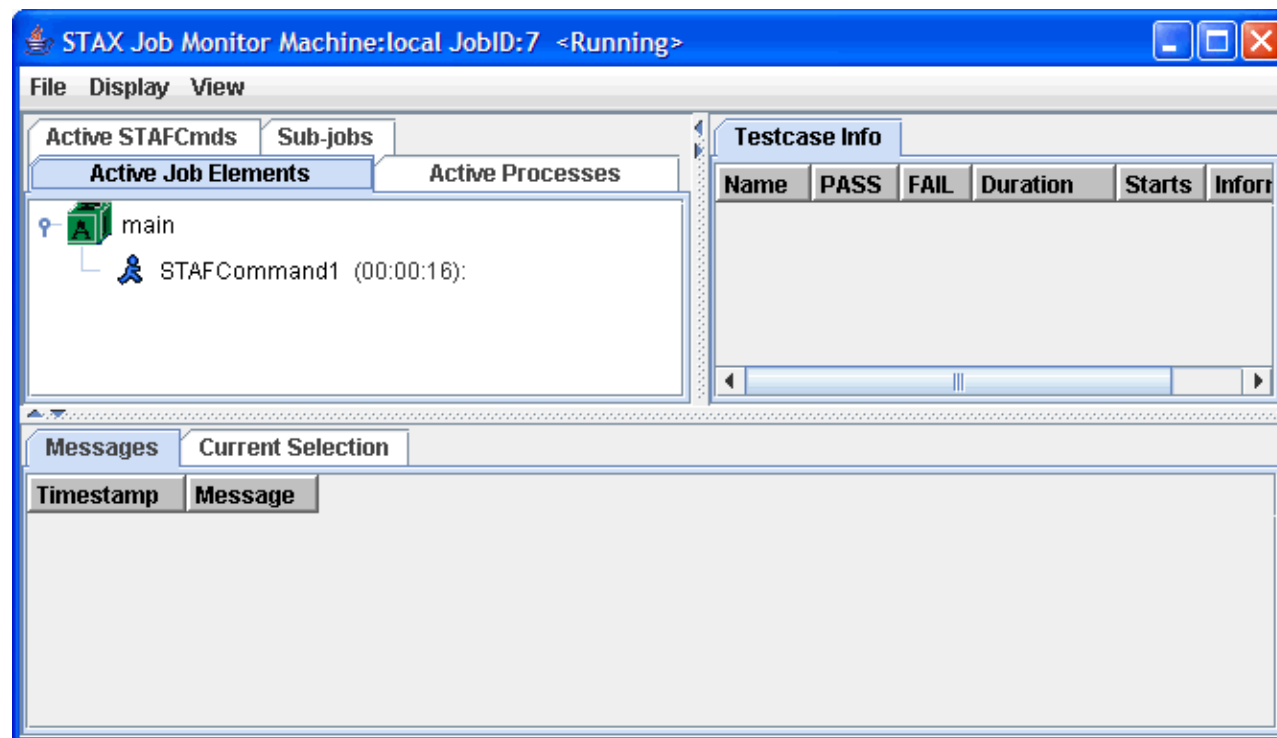 STAX Job Monitor Machine:local JobID:7 <Running>
File Display View
Active STAFCmds Sub-jobs
Active Job Elements Active Processes
A main
STAFCommand1 (00:00:16):
Testcase Info
Name PASS FAIL Duration Starts Inforr
Messages Current Selection
Timestamp Message